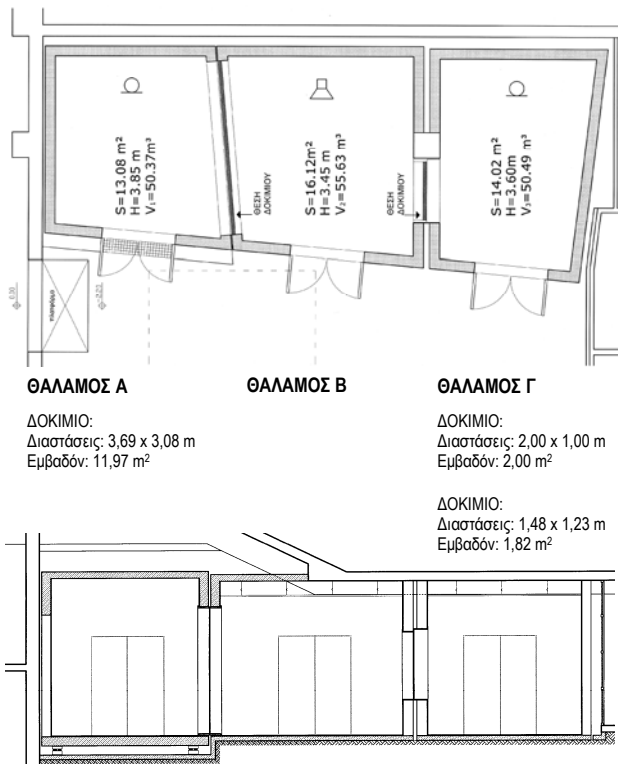 S=13.08 m²
H=3.85 m
V₁=50.37m³
ΘΕΣΗ
ΔΟΚΙΜΙΟΥ
S=16.12m²
H=3.45 m
V₂=55.63 m³
ΘΕΣΗ
ΔΟΚΙΜΙΟΥ
S=14.02 m²
H=3.60m
V₃=50.49 m³
πλατφόρμα
ΘΑΛΑΜΟΣ Α
ΘΑΛΑΜΟΣ Β
ΘΑΛΑΜΟΣ Γ
ΔΟΚΙΜΙΟ:
Διαστάσεις: 3,69 x 3,08 m
Εμβαδόν: 11,97 m²
ΔΟΚΙΜΙΟ:
Διαστάσεις: 2,00 x 1,00 m
Εμβαδόν: 2,00 m²
ΔΟΚΙΜΙΟ:
Διαστάσεις: 1,48 x 1,23 m
Εμβαδόν: 1,82 m²